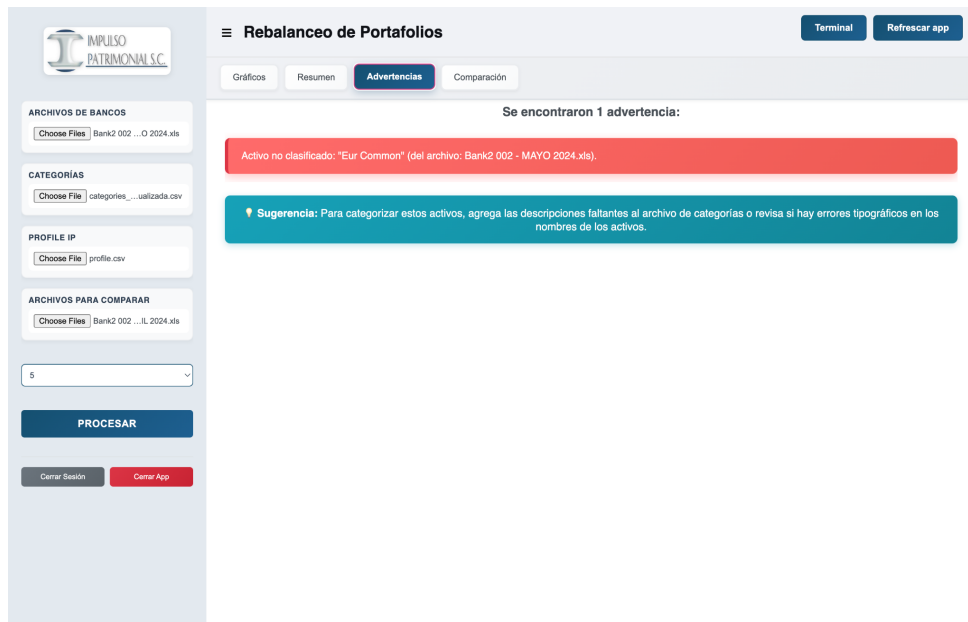 IMPULSO
PATRIMONIAL S.C.
ARCHIVOS DE BANCOS
Choose Files Bank2 002 ...O 2024.xls
CATEGORÍAS
Choose File categories_...ualizada.csv
PROFILE IP
Choose File profile.csv
ARCHIVOS PARA COMPARAR
Choose Files Bank2 002 ...IL 2024.xls
5
PROCESAR
Cerrar Sesión Cerrar App
≡ Rebalanceo de Portafolios
Terminal Refrescar app
Gráficos Resumen Advertencias Comparación
Se encontraron 1 advertencia:
Activo no clasificado: "Eur Common" (del archivo: Bank2 002 - MAYO 2024.xls).
💡 Sugerencia: Para categorizar estos activos, agrega las descripciones faltantes al archivo de categorías o revisa si hay errores tipográficos en los
nombres de los activos.